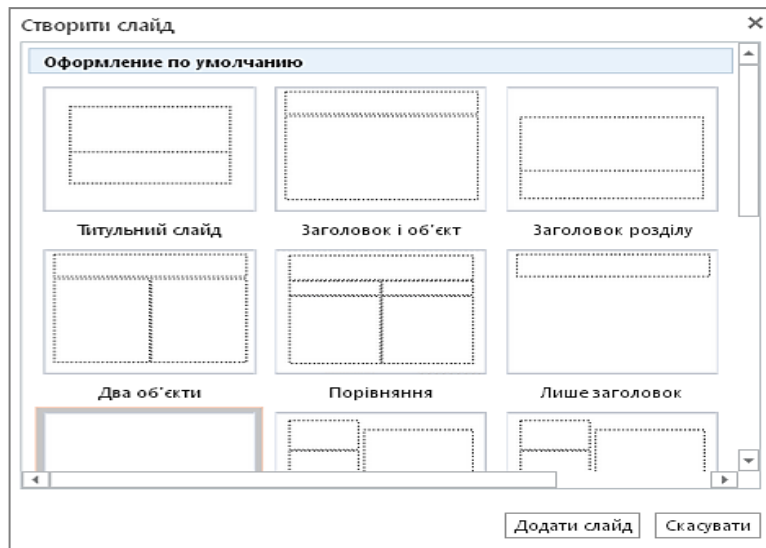 Створити слайд
Оформление по умолчанию
Титульний слайд
Заголовок і об'єкт
Заголовок розділу
Два об'єкти
Порівняння
Лише заголовок
Додати слайд
Скасувати